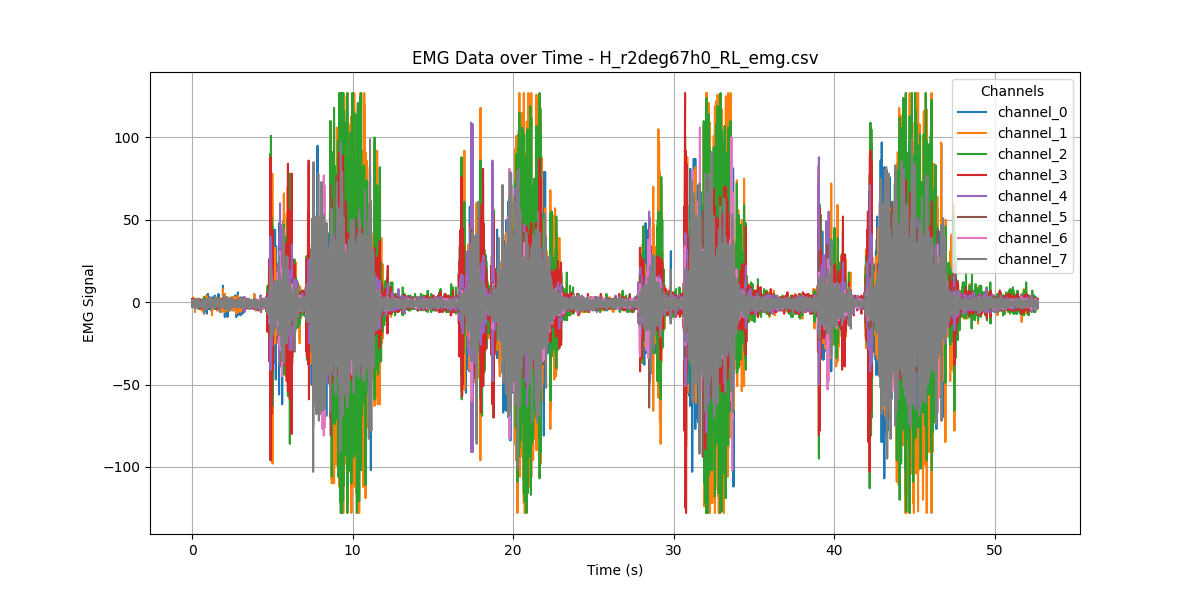 EMG Data over Time - H_r2deg67h0_RL_emg.csv
Channels
channel_0
channel_1
channel_2
channel_3
channel_4
channel_5
channel_6
channel_7
EMG Signal
100
50
0
−50
−100
0 10 20 30 40 50
Time (s)